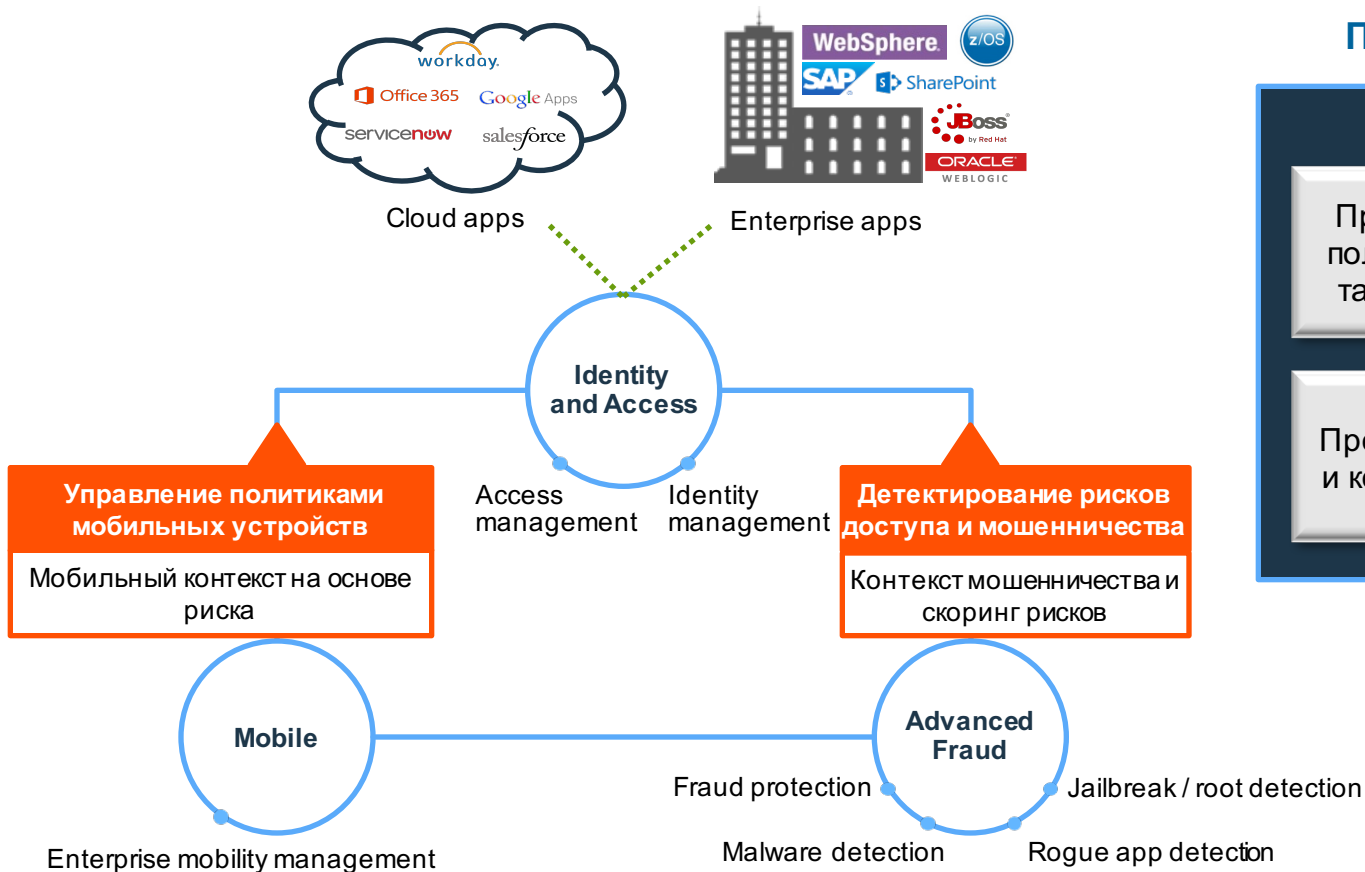 workday.
Office 365
Google Apps
servicenow
salesforce
WebSphere.
z/OS
SAP
SharePoint
JBoss
by Red Hat
ORACLE
WEBLOGIC
Cloud apps
Enterprise apps
Identity
and Access
Управление политиками
мобильных устройств
Мобильный контекст на основе
риска
Access
management
Identity
management
Детектирование рисков
доступа и мошенничества
Контекст мошенничества и
скоринг рисков
и
Mobile
Advanced
Fraud
Fraud protection
Jailbreak / root detection
Malware detection
Rogue app detection
Enterprise mobility management